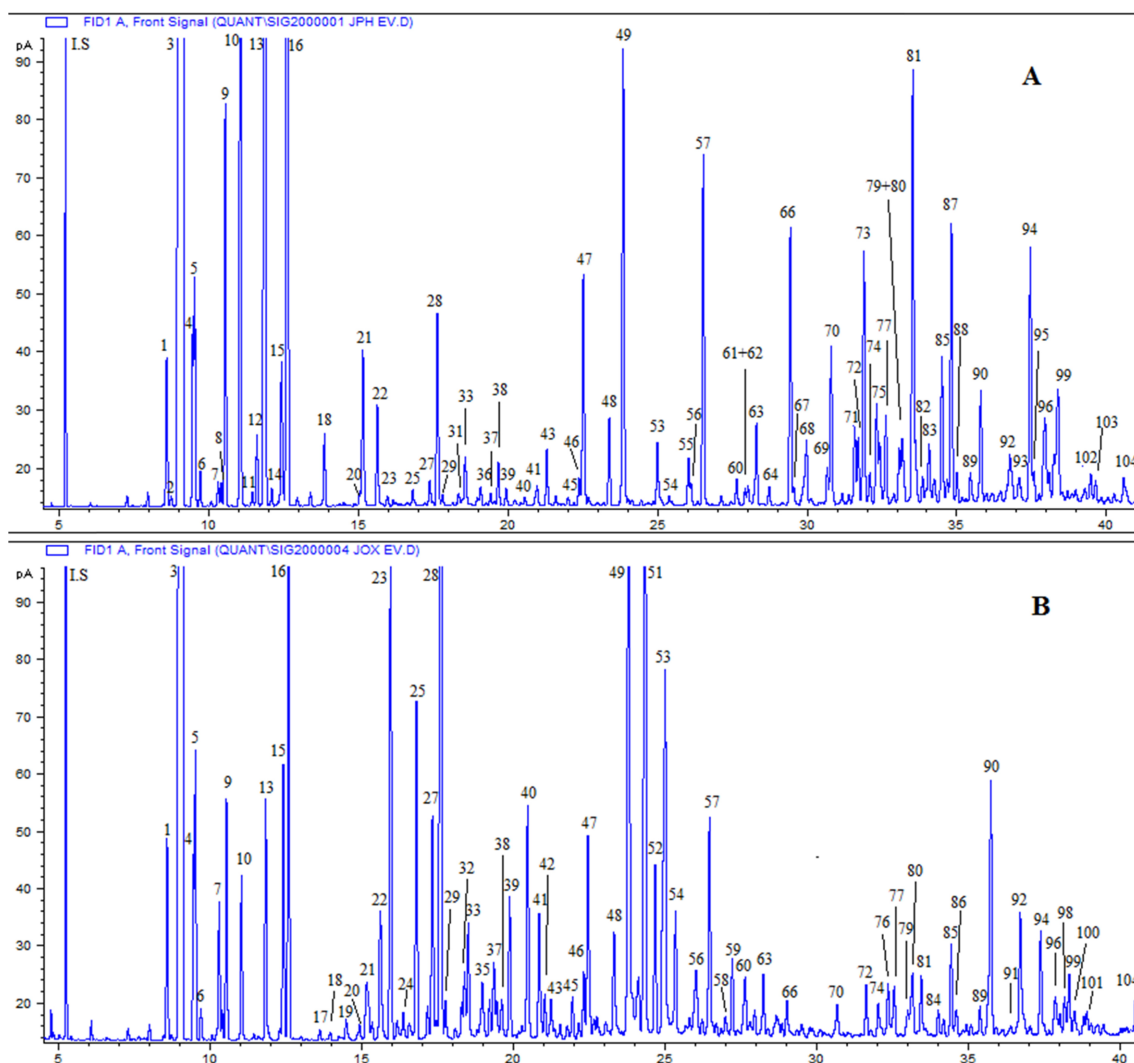 FID1 A, Front Signal (QUANT\SIG2000001 JPH EV.D)
pA
90
80
70
60
50
40
30
20
I.S 3 10 13 16 49 81
A
9 57 79+80
5 66 73 87 94
1 4 21 28 47 61+62 77 88 95
15 22 33 38 56 70 72 74 85 90 99
12 18 31 37 43 46 48 53 63 67 75 82 96 103
6 8 7 2 11 14 20 23 25 27 29 36 39 40 41 45 54 55 60 64 68 69 71 83 89 92 93 102 104
5 10 15 20 25 30 35 40
FID1 A, Front Signal (QUANT\SIG2000004 JOX EV.D)
pA
90
80
70
60
50
40
30
20
I.S 3 16 23 28 49 51
B
5 15 25 53 90
1 4 9 13 27 40 47 57
7 10 22 32 38 39 42 52 80
33 41 48 54 77 86 92 94 98
6 21 29 37 46 56 59 76 79 85 96 100
17 18 19 20 24 35 43 45 58 60 63 66 70 72 74 81 84 89 91 99 101 104
5 10 15 20 25 30 35 40